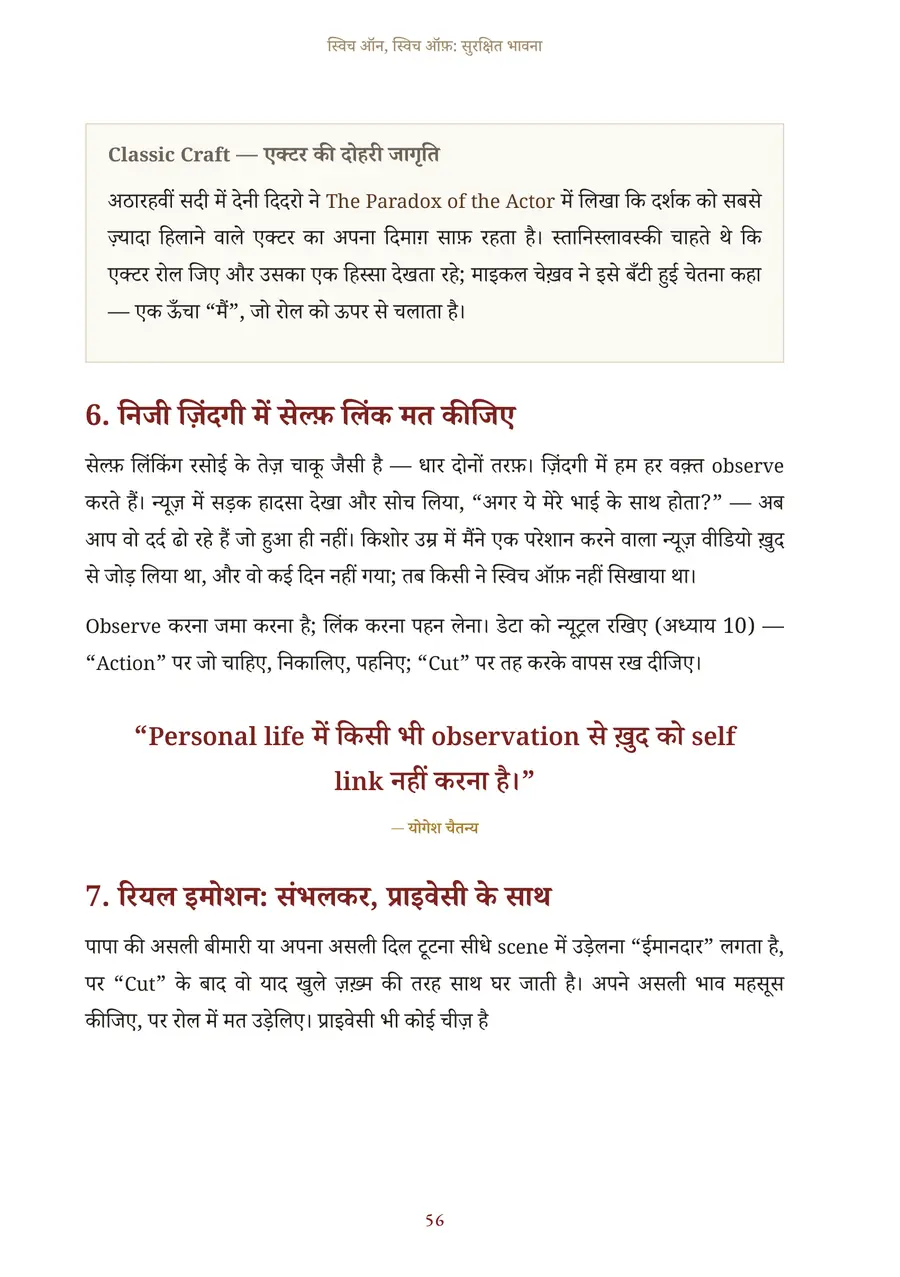 स्विच ऑन, स्विच ऑफ़: सुरक्षित भावना
Classic Craft — एक्टर की दोहरी जागृति
अठारहवीं सदी में देनी दिदरो ने The Paradox of the Actor में लिखा कि दर्शक को सबसे
ज़्यादा हिलाने वाले एक्टर का अपना दिमाग़ साफ़ रहता है। स्तानिस्लावस्की चाहते थे कि
एक्टर रोल जिए और उसका एक हिस्सा देखता रहे; माइकल चेख़व ने इसे बँटी हुई चेतना कहा
— एक ऊँचा “मैं”, जो रोल को ऊपर से चलाता है।
6. निजी ज़िंदगी में सेल्फ़ लिंक मत कीजिए
सेल्फ़ लिंकिंग रसोई के तेज़ चाकू जैसी है — धार दोनों तरफ़। ज़िंदगी में हम हर वक़्त observe
करते हैं। न्यूज़ में सड़क हादसा देखा और सोच लिया, “अगर ये मेरे भाई के साथ होता?” — अब
आप वो दर्द ढो रहे हैं जो हुआ ही नहीं। किशोर उम्र में मैंने एक परेशान करने वाला न्यूज़ वीडियो ख़ुद
से जोड़ लिया था, और वो कई दिन नहीं गया; तब किसी ने स्विच ऑफ़ नहीं सिखाया था।
Observe करना जमा करना है; लिंक करना पहन लेना। डेटा को न्यूट्रल रखिए (अध्याय 10) —
“Action” पर जो चाहिए, निकालिए, पहनिए; “Cut” पर तह करके वापस रख दीजिए।
“Personal life में किसी भी observation से ख़ुद को self
link नहीं करना है।”
— योगेश चैतन्य
7. रियल इमोशन: संभलकर, प्राइवेसी के साथ
पापा की असली बीमारी या अपना असली दिल टूटना सीधे scene में उड़ेलना “ईमानदार” लगता है,
पर “Cut” के बाद वो याद खुले ज़ख़्म की तरह साथ घर जाती है। अपने असली भाव महसूस
कीजिए, पर रोल में मत उड़ेलिए। प्राइवेसी भी कोई चीज़ है
56